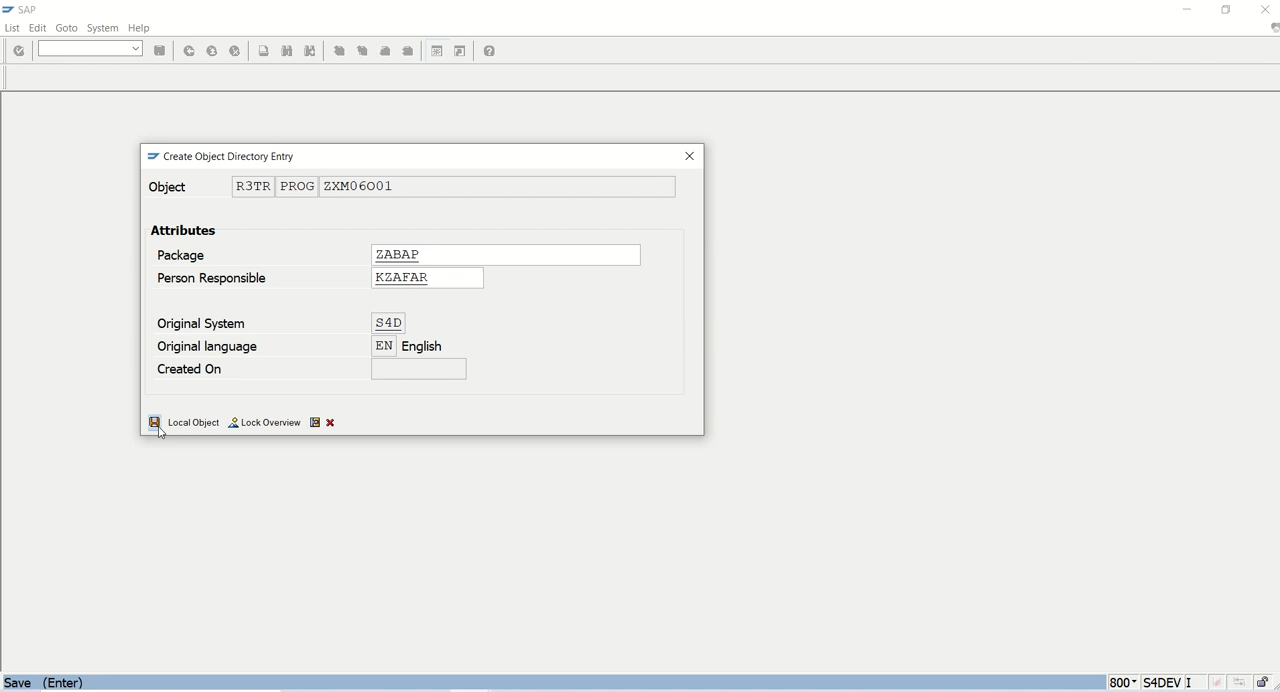 SAP
List Edit Goto System Help
Create Object Directory Entry
Object R3TR PROG ZXM06O01
Attributes
Package ZABAP
Person Responsible KZAFAR
Original System S4D
Original language EN English
Created On
Local Object Lock Overview
Save (Enter) 800 S4DEV I